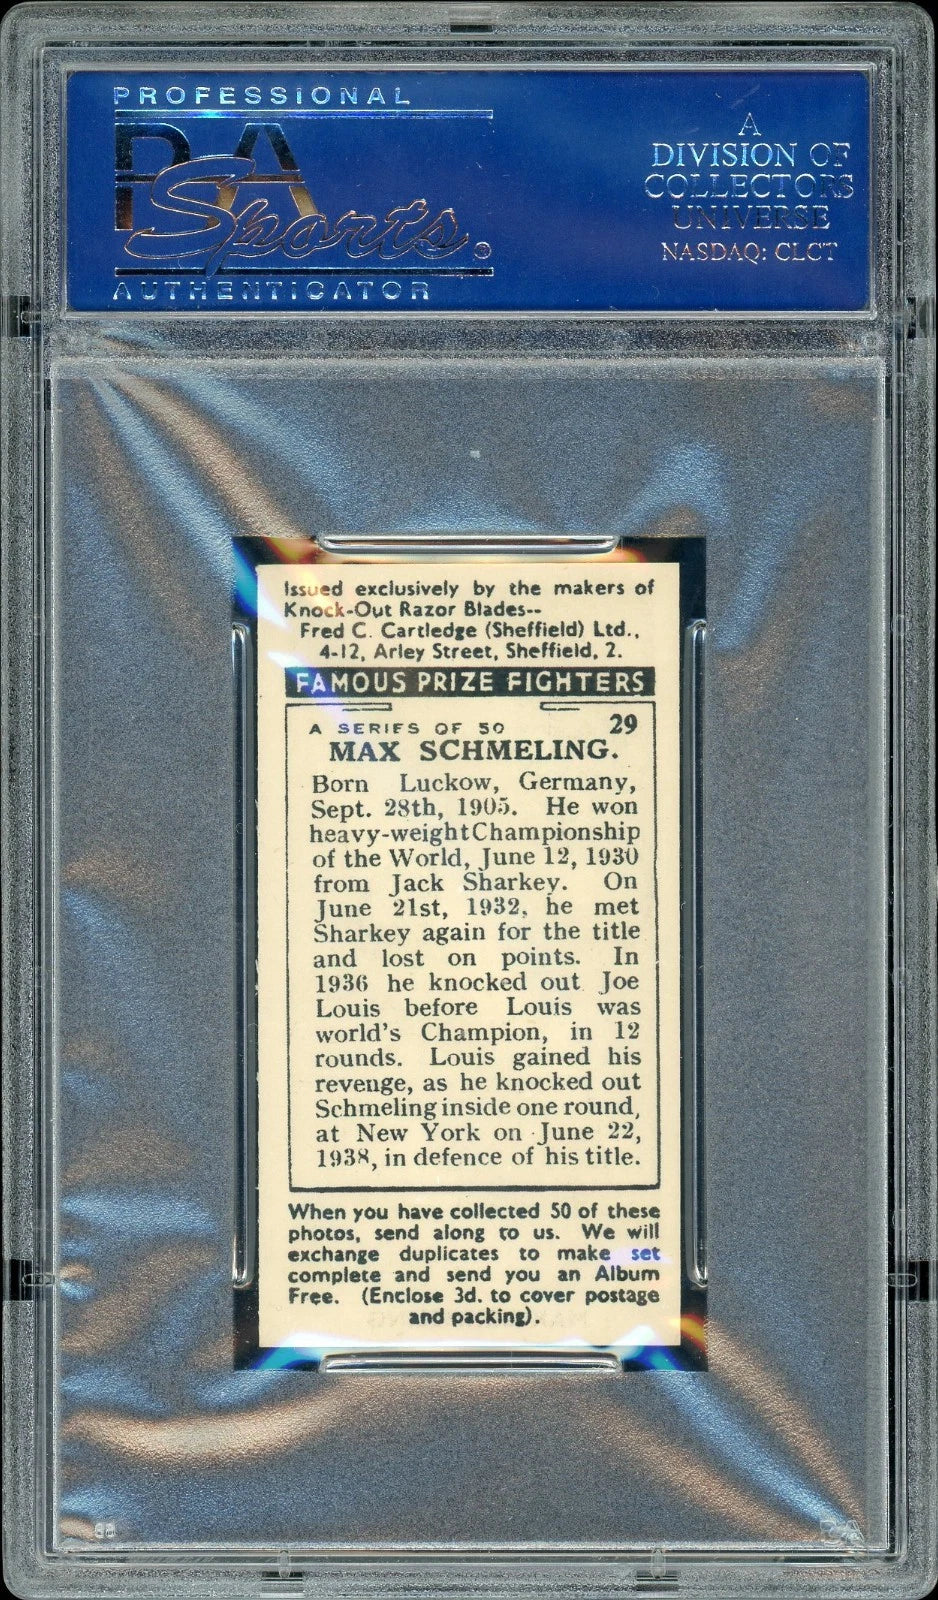 PROFESSIONAL
PSA
Sports®
AUTHENTICATOR
A
DIVISION OF
COLLECTORS
UNIVERSE
NASDAQ: CLCT
Issued exclusively by the makers of
Knock-Out Razor Blades--
Fred C. Cartledge (Sheffield) Ltd.,
4-12, Arley Street, Sheffield, 2.
FAMOUS PRIZE FIGHTERS
A SERIES OF 50 29
MAX SCHMELING.
Born Luckow, Germany,
Sept. 28th, 1905. He won
heavy-weight Championship
of the World, June 12, 1930
from Jack Sharkey. On
June 21st, 1932, he met
Sharkey again for the title
and lost on points. In
1936 he knocked out Joe
Louis before Louis was
world's Champion, in 12
rounds. Louis gained his
revenge, as he knocked out
Schmeling inside one round,
at New York on June 22,
1938, in defence of his title.
When you have collected 50 of these
photos, send along to us. We will
exchange duplicates to make set
complete and send you an Album
Free. (Enclose 3d. to cover postage
and packing).
PSA